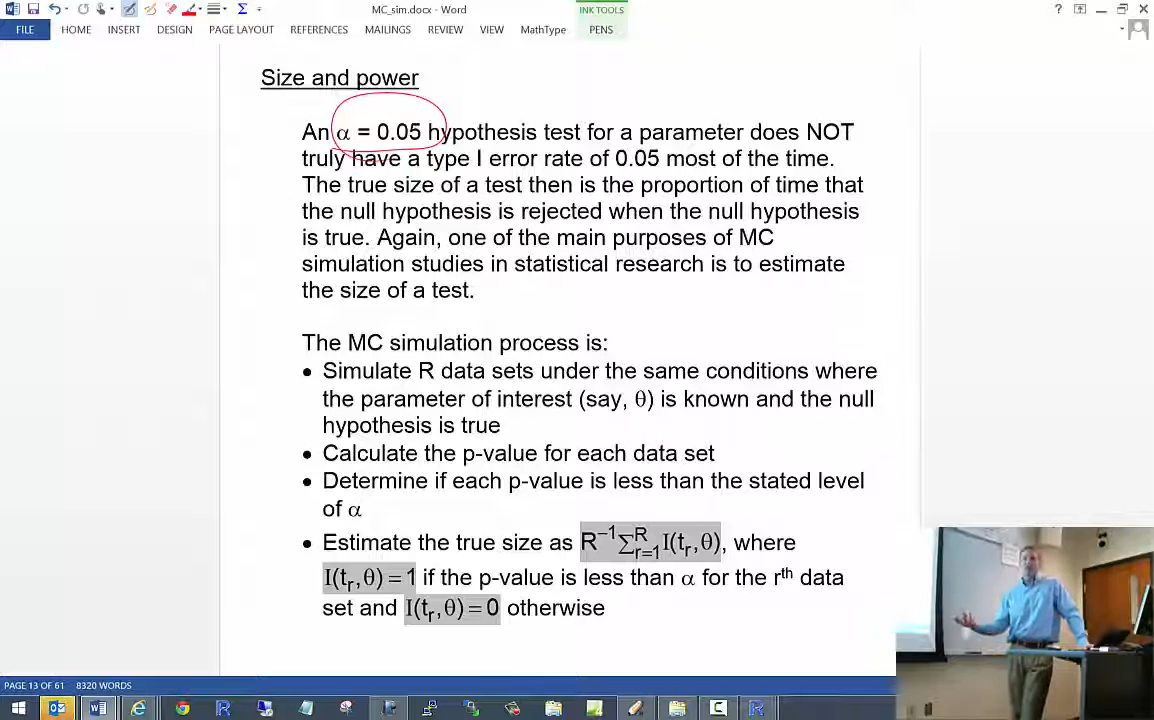 MC_sim.docx - Word
INK TOOLS
FILE HOME INSERT DESIGN PAGE LAYOUT REFERENCES MAILINGS REVIEW VIEW MathType PENS
Size and power
An α = 0.05 hypothesis test for a parameter does NOT
truly have a type I error rate of 0.05 most of the time.
The true size of a test then is the proportion of time that
the null hypothesis is rejected when the null hypothesis
is true. Again, one of the main purposes of MC
simulation studies in statistical research is to estimate
the size of a test.
The MC simulation process is:
• Simulate R data sets under the same conditions where
the parameter of interest (say, θ) is known and the null
hypothesis is true
• Calculate the p-value for each data set
• Determine if each p-value is less than the stated level
of α
• Estimate the true size as R⁻¹∑ᴿᵣ₌₁I(tᵣ,θ), where
I(tᵣ,θ) = 1 if the p-value is less than α for the rᵗʰ data
set and I(tᵣ,θ) = 0 otherwise
PAGE 13 OF 61 8320 WORDS